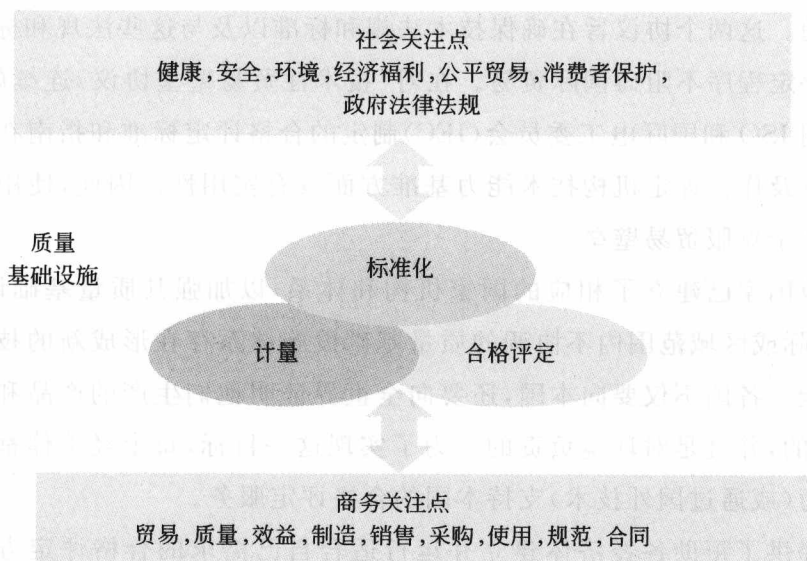 社会关注点
健康,安全,环境,经济福利,公平贸易,消费者保护,
政府法律法规
质量
基础设施
标准化
计量
合格评定
商务关注点
贸易,质量,效益,制造,销售,采购,使用,规范,合同